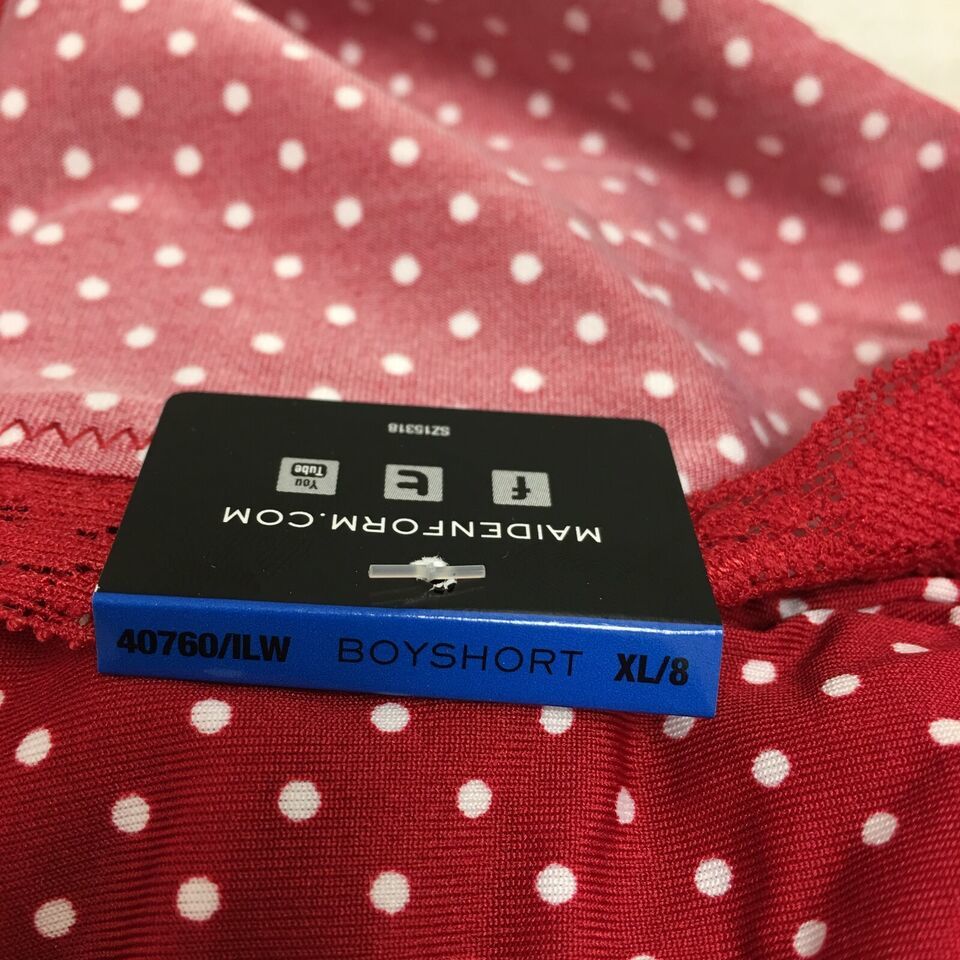 SZ15318
f t You Tube
MAIDENFORM.COM
40760/ILW BOYSHORT XL/8